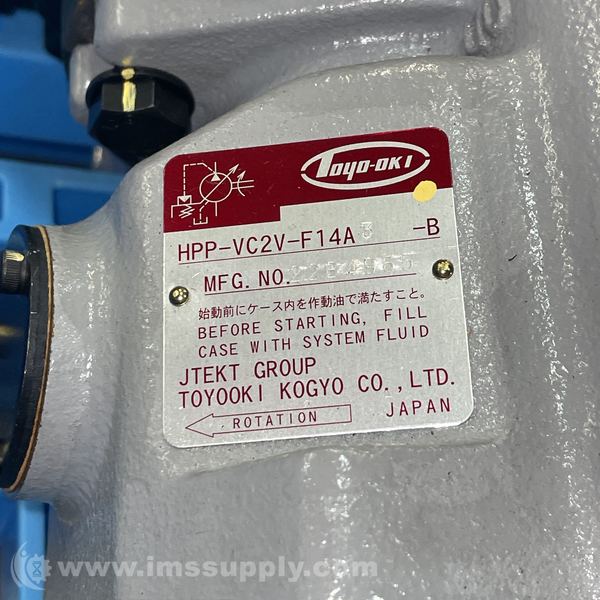 TOYO-OKI
HPP-VC2V-F14A3 -B
MFG. NO.
始動前にケース内を作動油で満たすこと。
BEFORE STARTING, FILL
CASE WITH SYSTEM FLUID
JTEKT GROUP
TOYOOKI KOGYO CO., LTD.
ROTATION JAPAN
www.imssupply.com